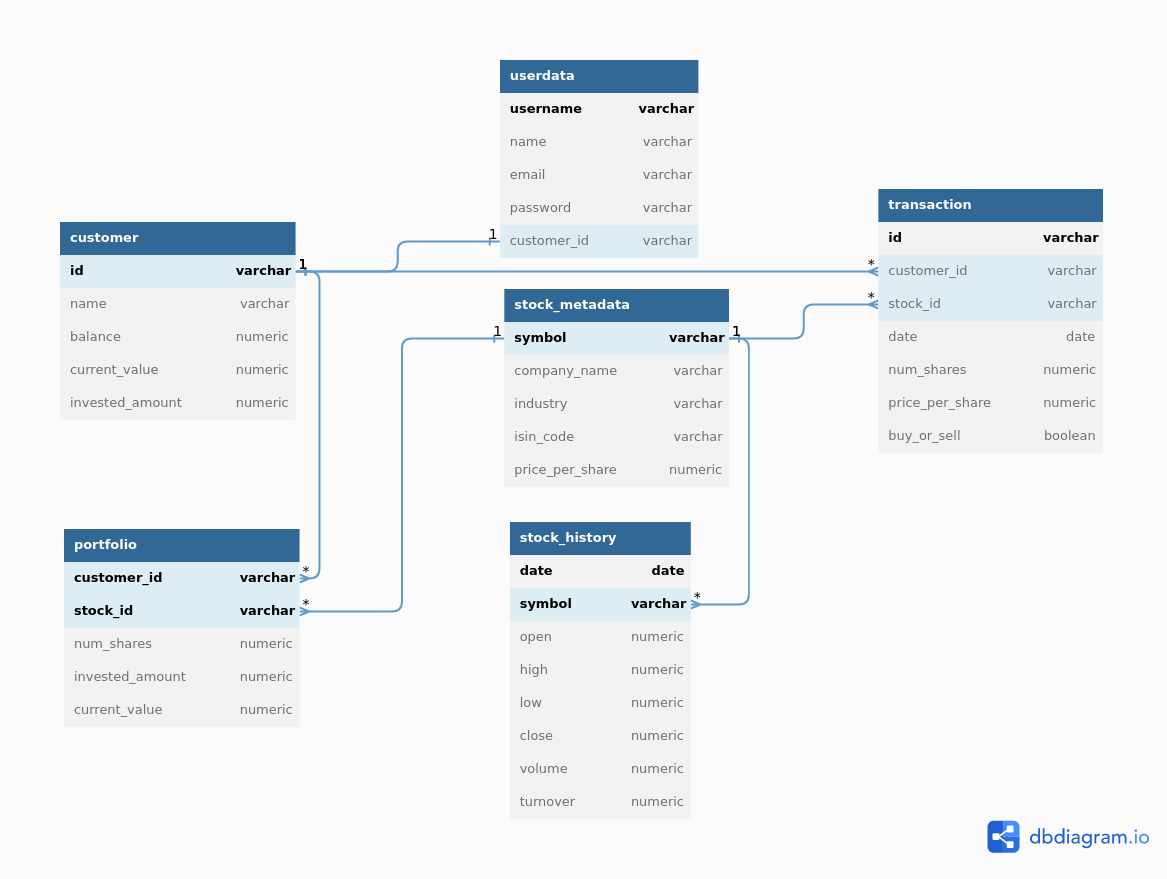 userdata
username varchar
name varchar
email varchar
password varchar
1 customer_id varchar
customer
id varchar 1
name varchar
balance numeric
current_value numeric
invested_amount numeric
transaction
id varchar
* customer_id varchar
* stock_id varchar
date date
num_shares numeric
price_per_share numeric
buy_or_sell boolean
stock_metadata
1 symbol varchar 1
company_name varchar
industry varchar
isin_code varchar
price_per_share numeric
portfolio
customer_id varchar *
stock_id varchar *
num_shares numeric
invested_amount numeric
current_value numeric
stock_history
date date
symbol varchar *
open numeric
high numeric
low numeric
close numeric
volume numeric
turnover numeric
dbdiagram.io